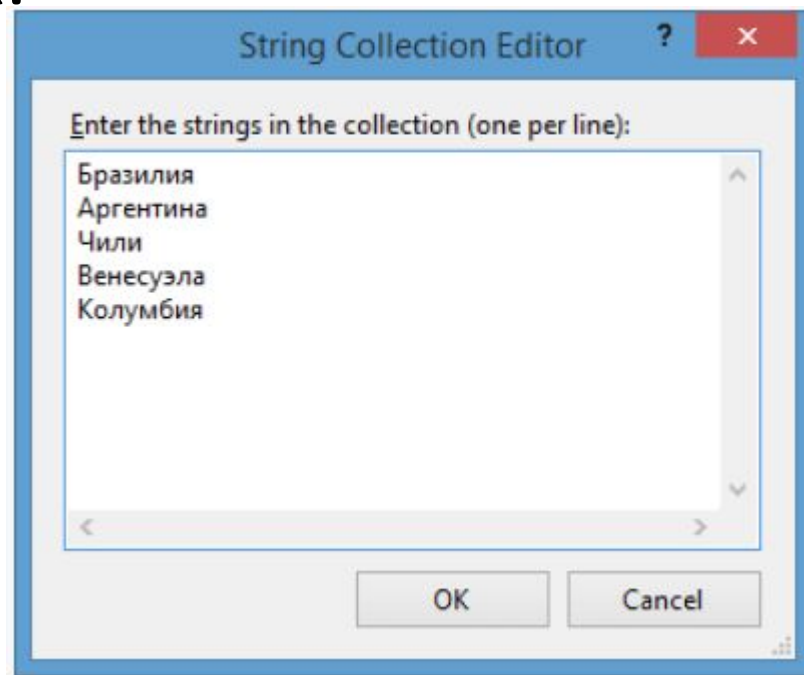 String Collection Editor ?
Enter the strings in the collection (one per line):
Бразилия
Аргентина
Чили
Венесуэла
Колумбия
OK Cancel